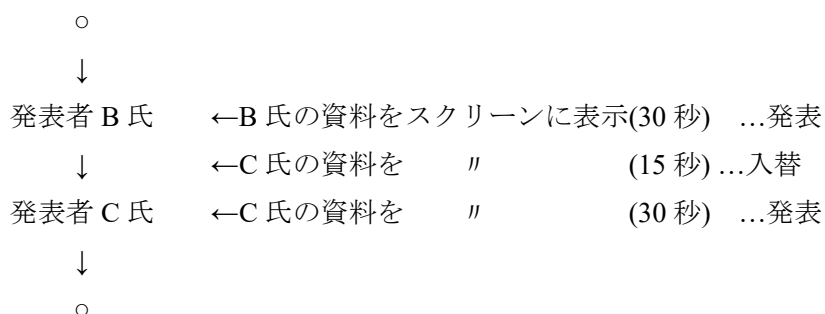 ○
↓
発表者 B 氏 ←B 氏の資料をスクリーンに表示(30 秒) …発表
↓ ←C 氏の資料を 〃 (15 秒) …入替
発表者 C 氏 ←C 氏の資料を 〃 (30 秒) …発表
↓
○